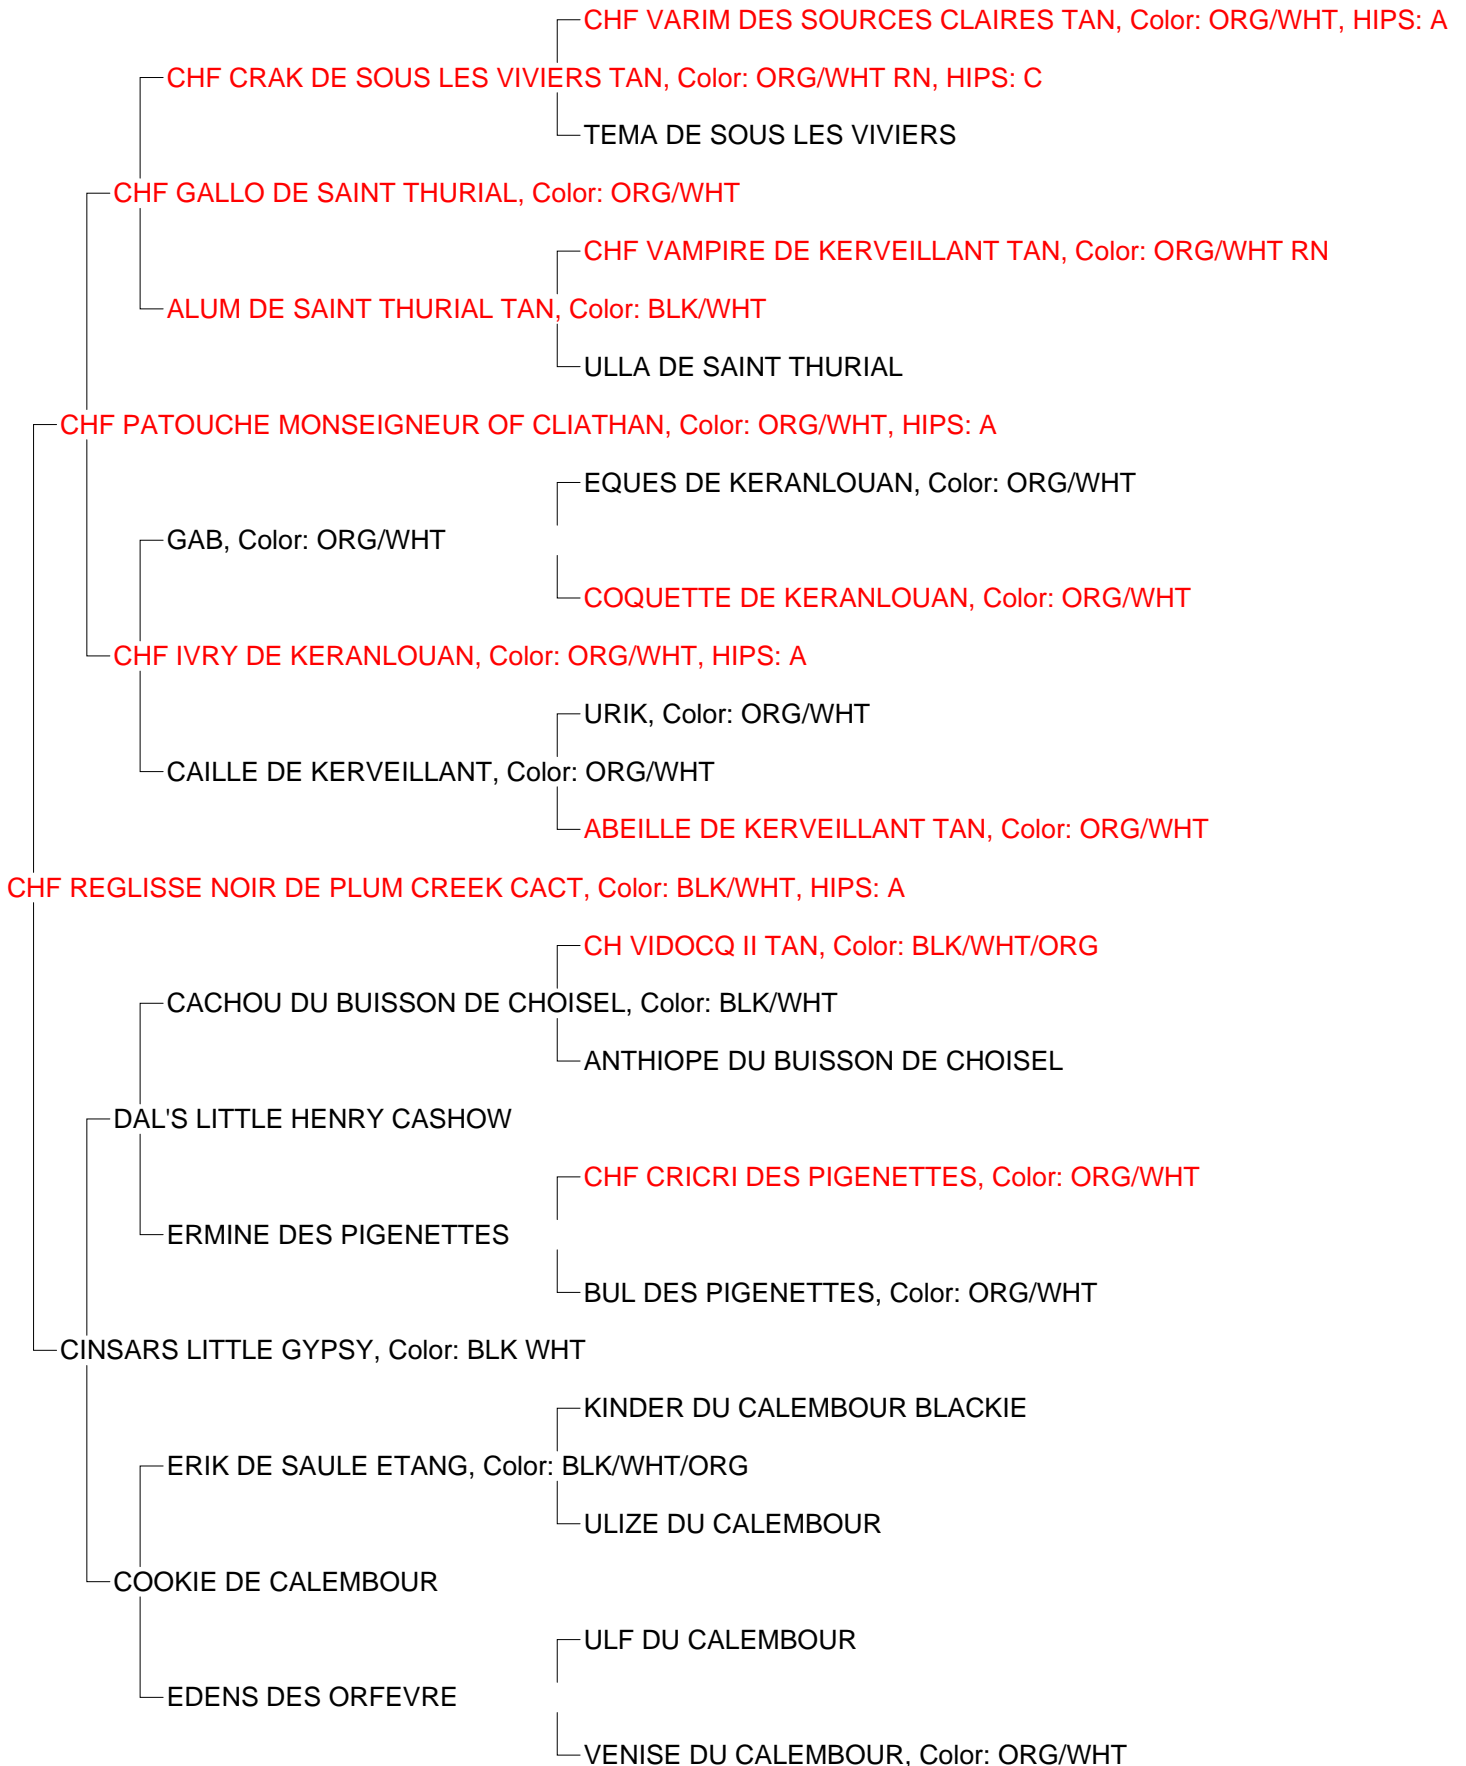 CHF VARIM DES SOURCES CLAIRES TAN, Color: ORG/WHT, HIPS: A
CHF CRAK DE SOUS LES VIVIERS TAN, Color: ORG/WHT RN, HIPS: C
TEMA DE SOUS LES VIVIERS
CHF GALLO DE SAINT THURIAL, Color: ORG/WHT
CHF VAMPIRE DE KERVEILLANT TAN, Color: ORG/WHT RN
ALUM DE SAINT THURIAL TAN, Color: BLK/WHT
ULLA DE SAINT THURIAL
CHF PATOUCHE MONSEIGNEUR OF CLIATHAN, Color: ORG/WHT, HIPS: A
EQUES DE KERANLOUAN, Color: ORG/WHT
GAB, Color: ORG/WHT
COQUETTE DE KERANLOUAN, Color: ORG/WHT
CHF IVRY DE KERANLOUAN, Color: ORG/WHT, HIPS: A
URIK, Color: ORG/WHT
CAILLE DE KERVEILLANT, Color: ORG/WHT
ABEILLE DE KERVEILLANT TAN, Color: ORG/WHT
CHF REGLISSE NOIR DE PLUM CREEK CACT, Color: BLK/WHT, HIPS: A
CH VIDOCQ II TAN, Color: BLK/WHT/ORG
CACHOU DU BUISSON DE CHOISEL, Color: BLK/WHT
ANTHIOPE DU BUISSON DE CHOISEL
DAL'S LITTLE HENRY CASHOW
CHF CRICRI DES PIGENETTES, Color: ORG/WHT
ERMINE DES PIGENETTES
BUL DES PIGENETTES, Color: ORG/WHT
CINSARS LITTLE GYPSY, Color: BLK WHT
KINDER DU CALEMBOUR BLACKIE
ERIK DE SAULE ETANG, Color: BLK/WHT/ORG
ULIZE DU CALEMBOUR
COOKIE DE CALEMBOUR
ULF DU CALEMBOUR
EDENS DES ORFEVRE
VENISE DU CALEMBOUR, Color: ORG/WHT